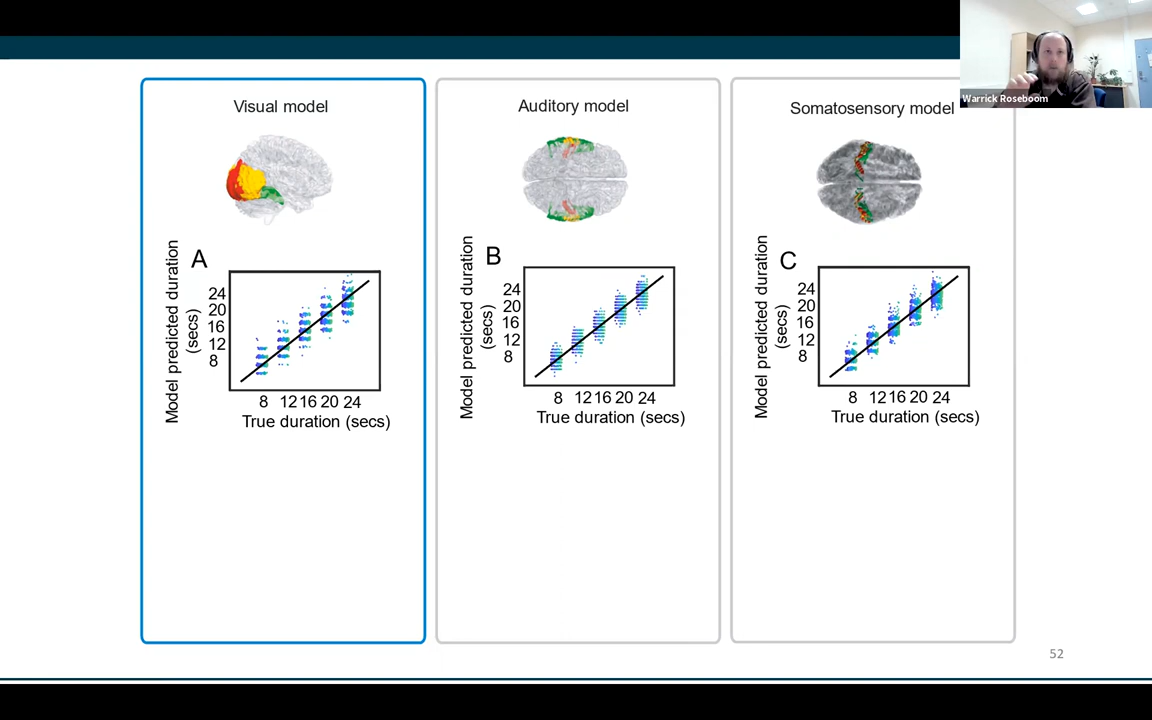 Warrick Roseboom
Visual model
A
Model predicted duration
(secs)
24
20
16
12
8
8 12 16 20 24
True duration (secs)
Auditory model
B
Model predicted duration
(secs)
24
20
16
12
8
8 12 16 20 24
True duration (secs)
Somatosensory model
C
Model predicted duration
(secs)
24
20
16
12
8
8 12 16 20 24
True duration (secs)
52